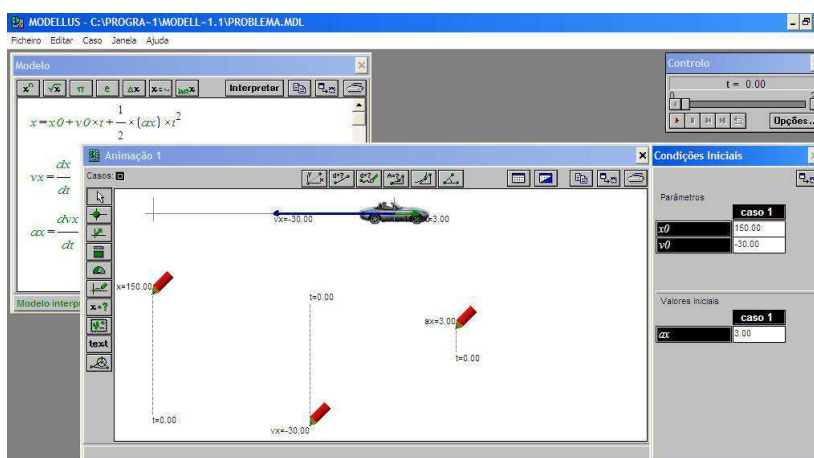 MODELLUS - C:\PROGRA~1\MODELL~1.1\PROBLEMA.MDL
Ficheiro Editar Caso Janela Ajuda
Modelo
xⁿ √x π e Δx
Interpretar
x=x0+v0×t+1/2×(ax)×t²
vx=dx/dt
ax=dvx/dt
Modelo interp
Controlo
t = 0.00
0
Opções...
Animação 1
Casos:
vx=-30.00
=3.00
x=150.00
t=0.00
t=0.00
vx=-30.00
ax=3.00
t=0.00
x=?
text
Condições Iniciais
Parâmetros
caso 1
x0 150.00
v0 -30.00
Valores Iniciais
caso 1
ax 3.00